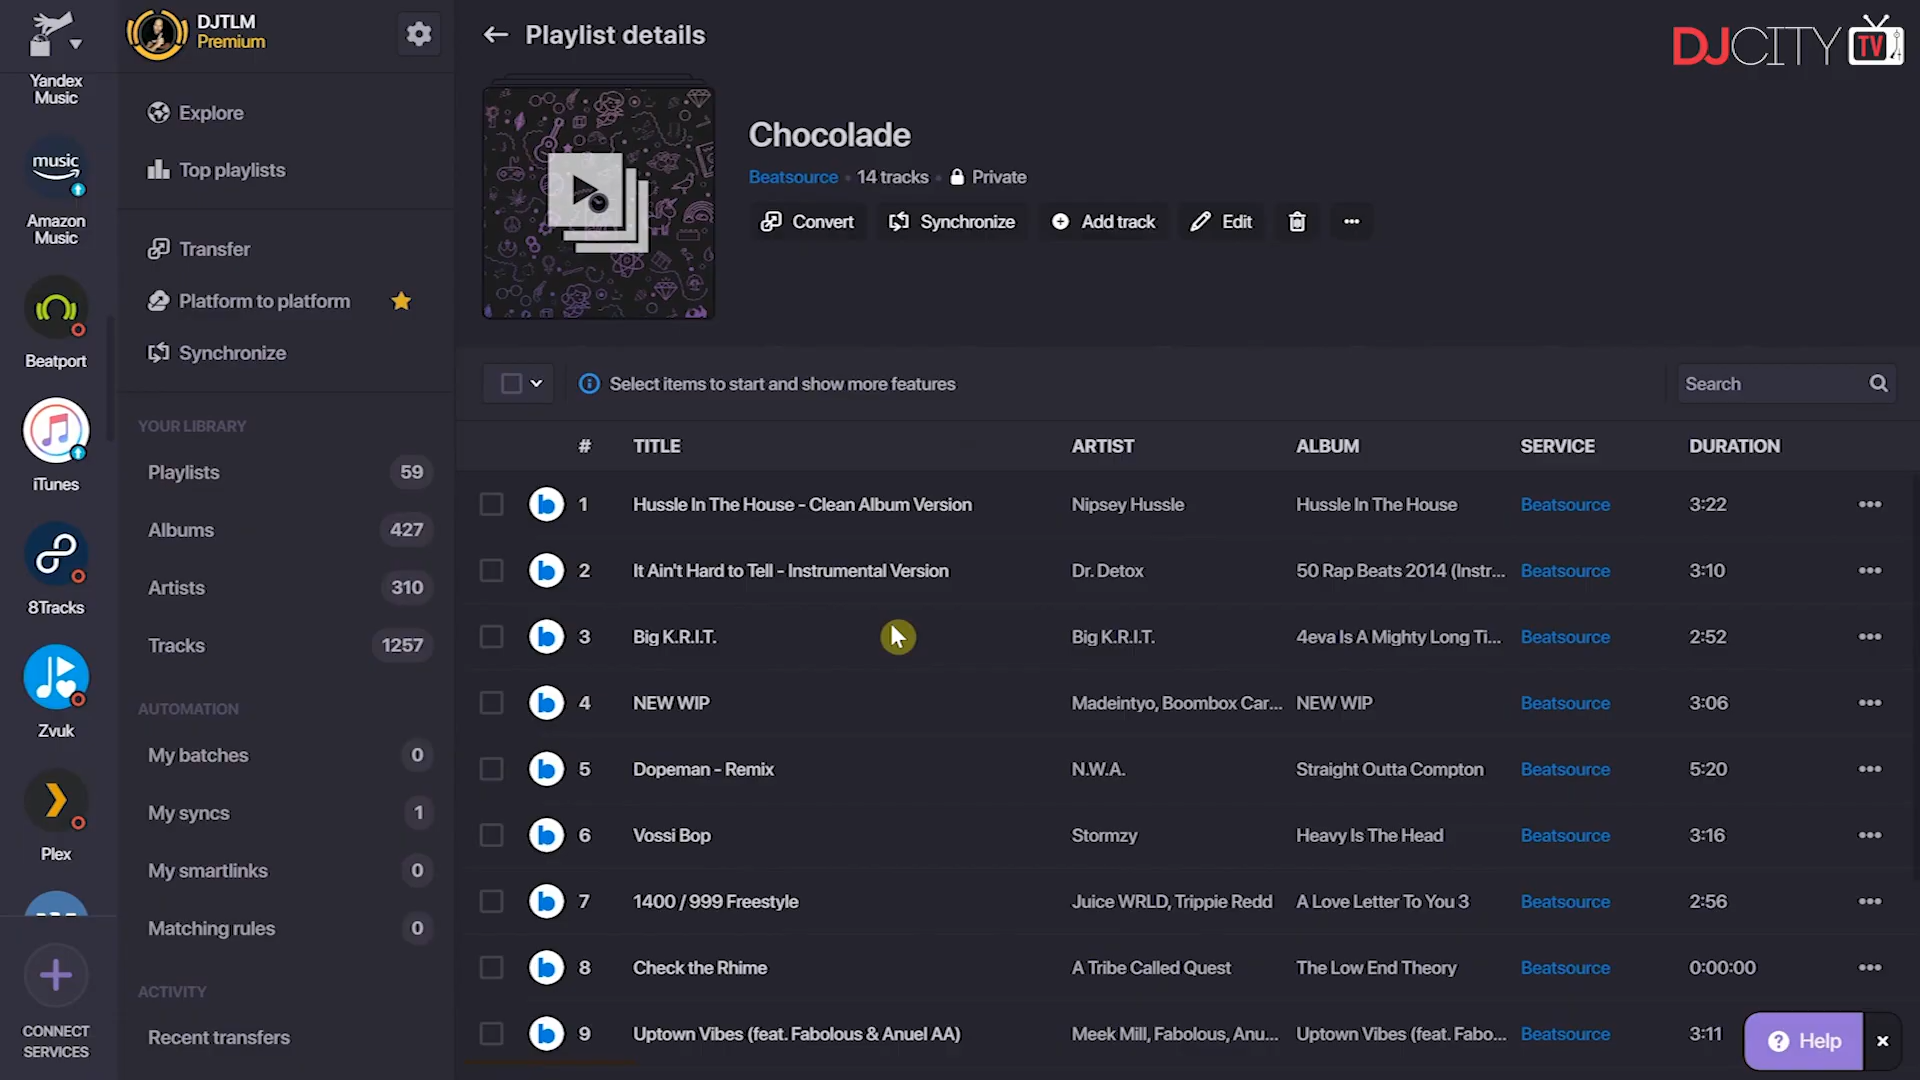 DJTLM
Premium
Playlist details
DJCITY TV
Yandex
Music
Explore
Top playlists
Chocolade
Beatsource • 14 tracks • Private
music
Amazon
Music
Convert
Synchronize
Add track
Edit
Transfer
Platform to platform
Synchronize
Beatport
Select items to start and show more features
Search
YOUR LIBRARY
# TITLE ARTIST ALBUM SERVICE DURATION
Playlists 59
iTunes
1 Hussle In The House - Clean Album Version Nipsey Hussle Hussle In The House Beatsource 3:22
Albums 427
2 It Ain't Hard to Tell - Instrumental Version Dr. Detox 50 Rap Beats 2014 (Instr... Beatsource 3:10
Artists 310
8Tracks
3 Big K.R.I.T. Big K.R.I.T. 4eva Is A Mighty Long Ti... Beatsource 2:52
Tracks 1257
4 NEW WIP Madeintyo, Boombox Car... NEW WIP Beatsource 3:06
AUTOMATION
Zvuk
My batches 0
5 Dopeman - Remix N.W.A. Straight Outta Compton Beatsource 5:20
My syncs 1
6 Vossi Bop Stormzy Heavy Is The Head Beatsource 3:16
Plex
My smartlinks 0
7 1400 / 999 Freestyle Juice WRLD, Trippie Redd A Love Letter To You 3 Beatsource 2:56
Matching rules 0
8 Check the Rhime A Tribe Called Quest The Low End Theory Beatsource 0:00:00
ACTIVITY
CONNECT
SERVICES
Recent transfers
9 Uptown Vibes (feat. Fabolous & Anuel AA) Meek Mill, Fabolous, Anu... Uptown Vibes (feat. Fabo... Beatsource 3:11
Help